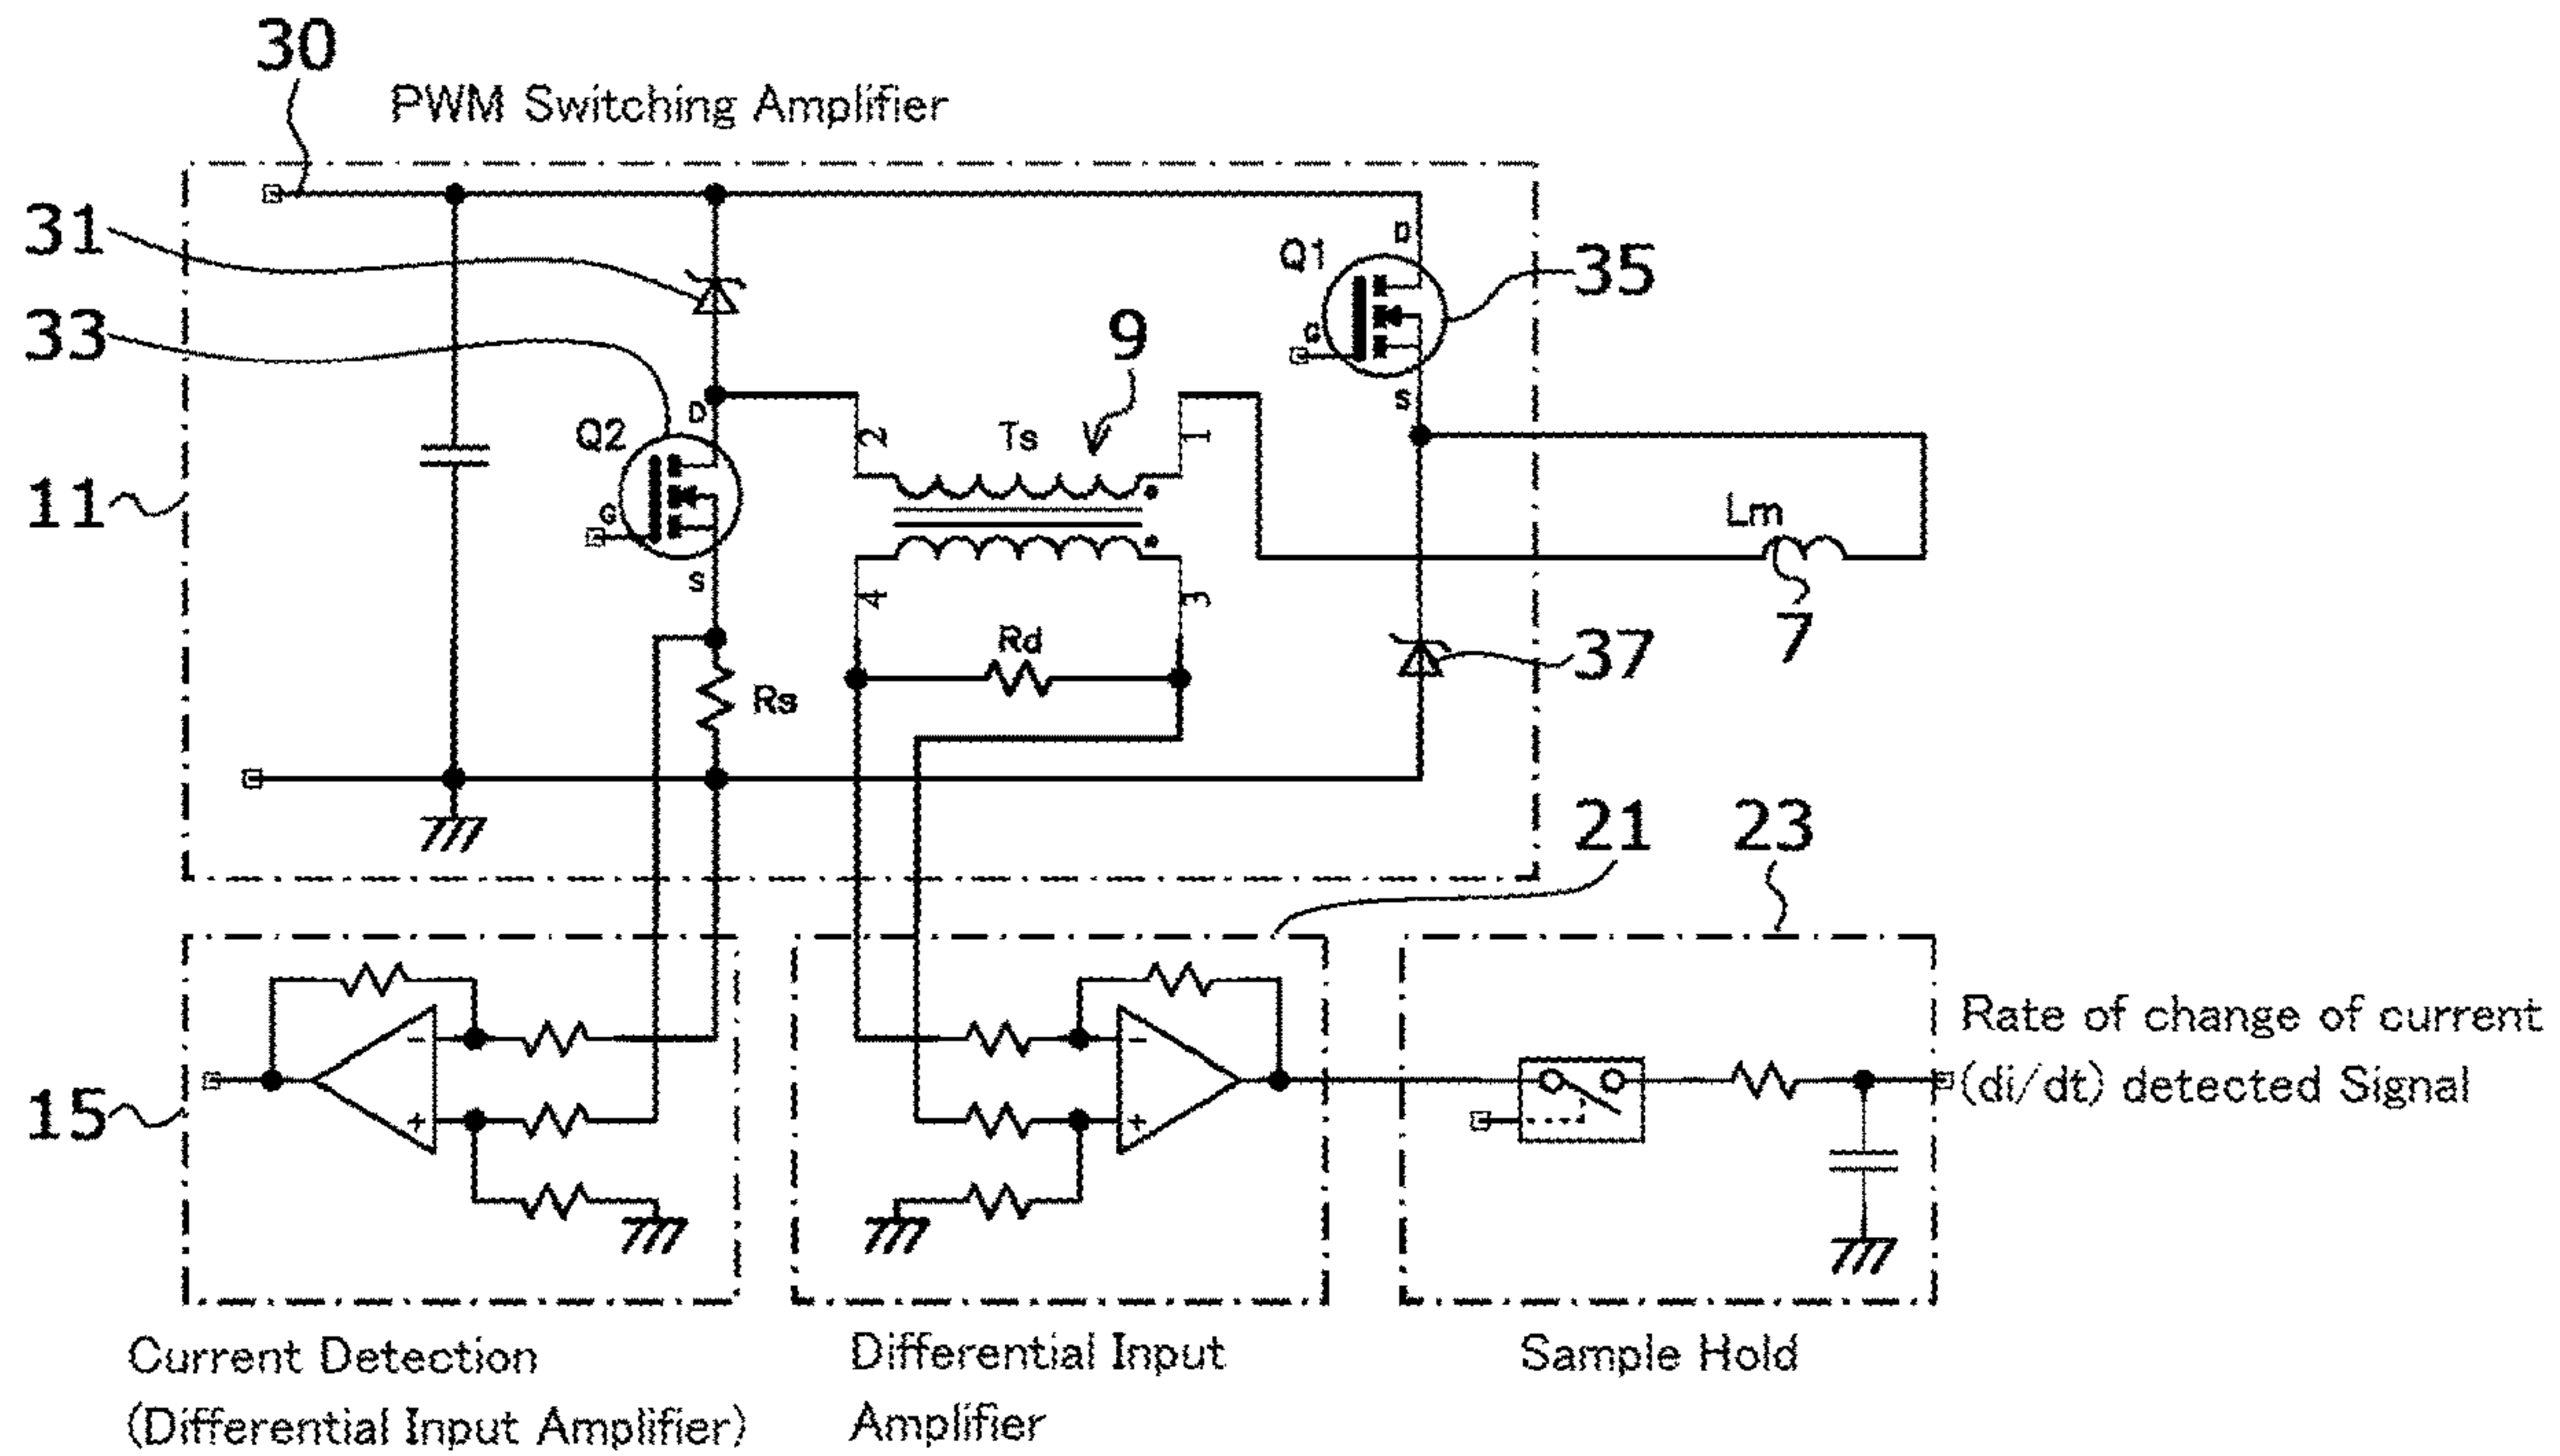 30
PWM Switching Amplifier
31
D
Q1
35
33
9
G
S
D
Q2
2
Ts
1
11
G
Lm
S
4
3
Rd
7
37
Rs
21
23
-
-
Rate of change of current
15
+
+
(di/dt) detected Signal
Current Detection
(Differential Input Amplifier)
Differential Input
Amplifier
Sample Hold